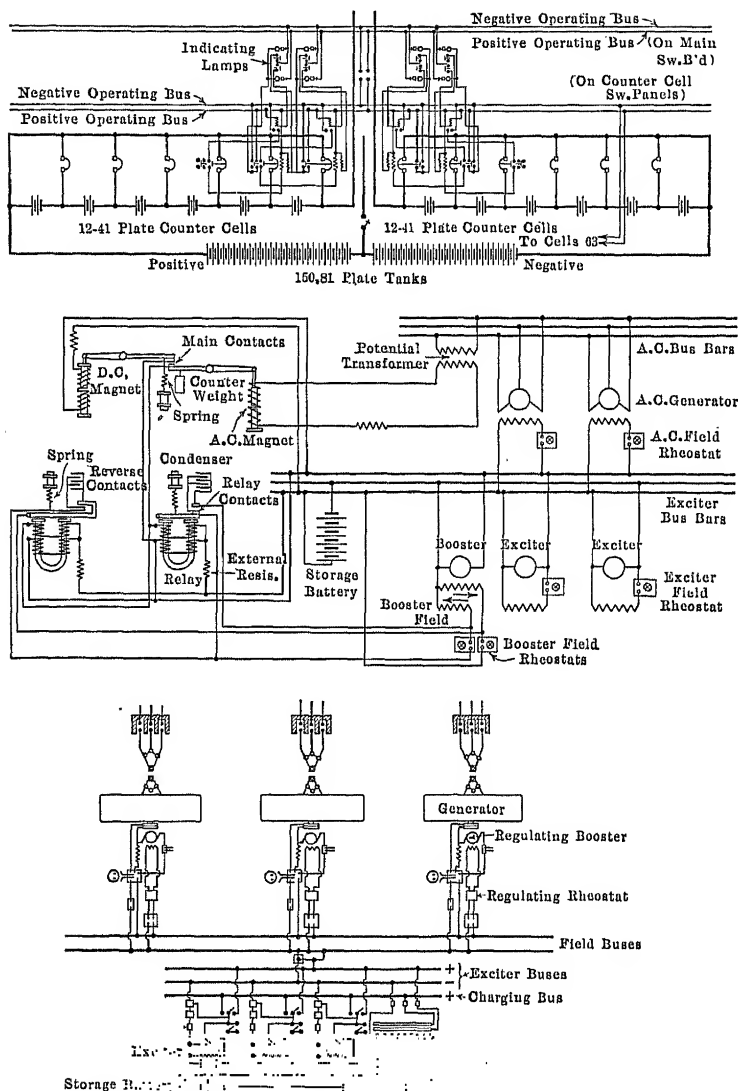 Negative Operating Bus
Positive Operating Bus (On Main
Sw.B'd)
Indicating
Lamps
(On Counter Cell
Sw.Panels)
Negative Operating Bus
Positive Operating Bus
12-41 Plate Counter Cells
12-41 Plate Counter Cells
To Cells 63
Positive
Negative
150,81 Plate Tanks
Main Contacts
D.C,
Magnet
Counter
Weight
Spring
A.C.Magnet
Potential
Transformer
A.C.Bus Bars
A.C.Generator
A.C.Field
Rheostat
Spring
Reverse
Contacts
Condenser
Relay
Contacts
Relay
External
Resis.
Storage
Battery
Booster
Exciter
Exciter
Exciter
Bus Bars
Exciter
Field
Rheostat
Booster
Field
Booster Field
Rheostats
Generator
Regulating Booster
Regulating Rheostat
Field Buses
+
Exciter Buses
−
+ Charging Bus
Storage